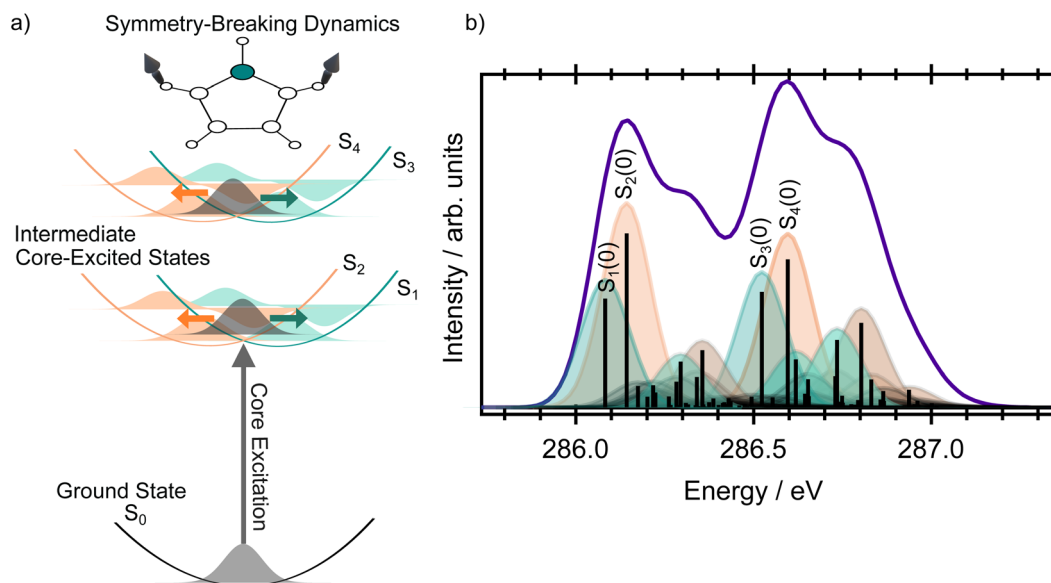 a)
Symmetry-Breaking Dynamics
S₄
S₃
Intermediate
Core-Excited States
S₂
S₁
Core Excitation
Ground State
S₀
b)
Intensity / arb. units
S₁(0)
S₂(0)
S₃(0)
S₄(0)
286.0 286.5 287.0
Energy / eV